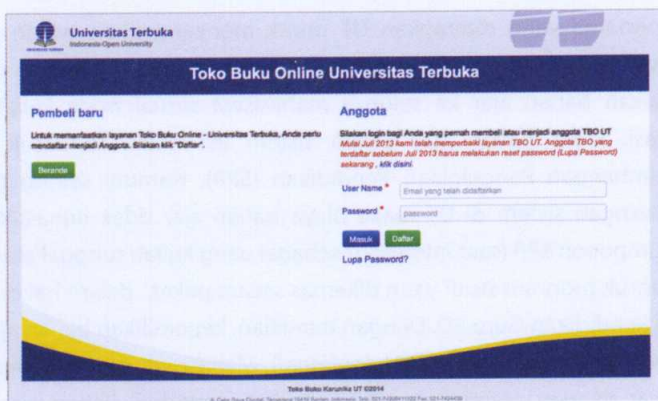 Universitas Terbuka
Indonesia Open University
Toko Buku Online Universitas Terbuka
Pembeli baru
Untuk memanfaatkan layanan Toko Buku Online - Universitas Terbuka, Anda perlu
mendaftar menjadi Anggota. Silakan klik "Daftar".
Beranda
Anggota
Silakan login bagi Anda yang pernah membeli atau menjadi anggota TBO UT
Mulai Juli 2013 kami telah memperbaiki layanan TBO UT. Anggota TBO yang
terdaftar sebelum Juli 2013 harus melakukan reset password (Lupa Password)
sekarang , klik disini.
User Name * Email yang telah didaftarkan
Password * password
Masuk Daftar
Lupa Password?
Toko Buku Karunika UT ©2014